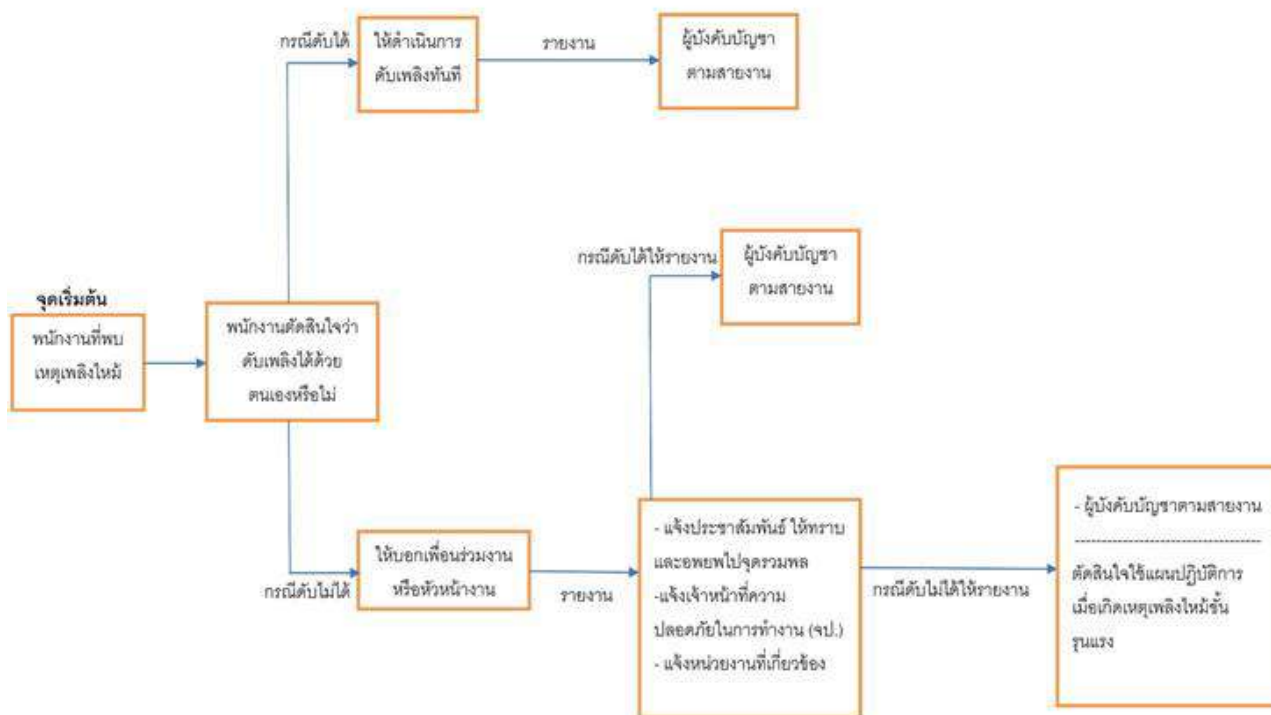 กรณีดับได้
ให้ดำเนินการ
ดับเพลิงทันที
รายงาน
ผู้บังคับบัญชา
ตามสายงาน
กรณีดับได้ให้รายงาน
ผู้บังคับบัญชา
ตามสายงาน
จุดเริ่มต้น
พนักงานที่พบ
เหตุเพลิงไหม้
พนักงานตัดสินใจว่า
ดับเพลิงได้ด้วย
ตนเองหรือไม่
กรณีดับไม่ได้
ให้บอกเพื่อนร่วมงาน
หรือหัวหน้างาน
รายงาน
- แจ้งประชาสัมพันธ์ ให้ทราบ
และอพยพไปจุดรวมพล
-แจ้งเจ้าหน้าที่ความ
ปลอดภัยในการทำงาน (จป.)
- แจ้งหน่วยงานที่เกี่ยวข้อง
กรณีดับไม่ได้ให้รายงาน
- ผู้บังคับบัญชาตามสายงาน
----------------------------------
ตัดสินใจใช้แผนปฏิบัติการ
เมื่อเกิดเหตุเพลิงไหม้ขั้น
รุนแรง